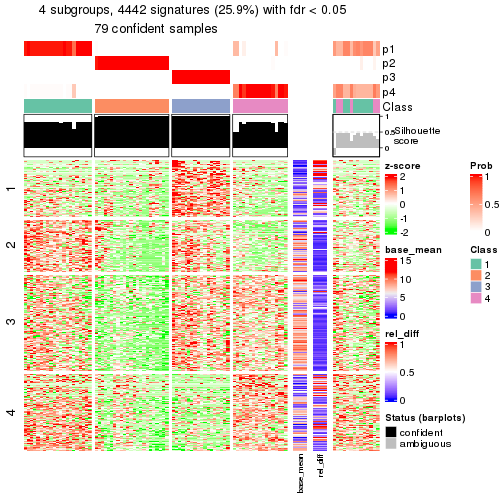 4 subgroups, 4442 signatures (25.9%) with fdr < 0.05
79 confident samples
p1
p2
p3
p4
Class
1
0.5
0
Silhouette
score
1
2
3
4
base_mean
rel_diff
z-score
2
1
0
-1
-2
base_mean
15
10
5
0
rel_diff
1
0.5
0
Status (barplots)
confident
ambiguous
Prob
1
0.5
0
Class
1
2
3
4